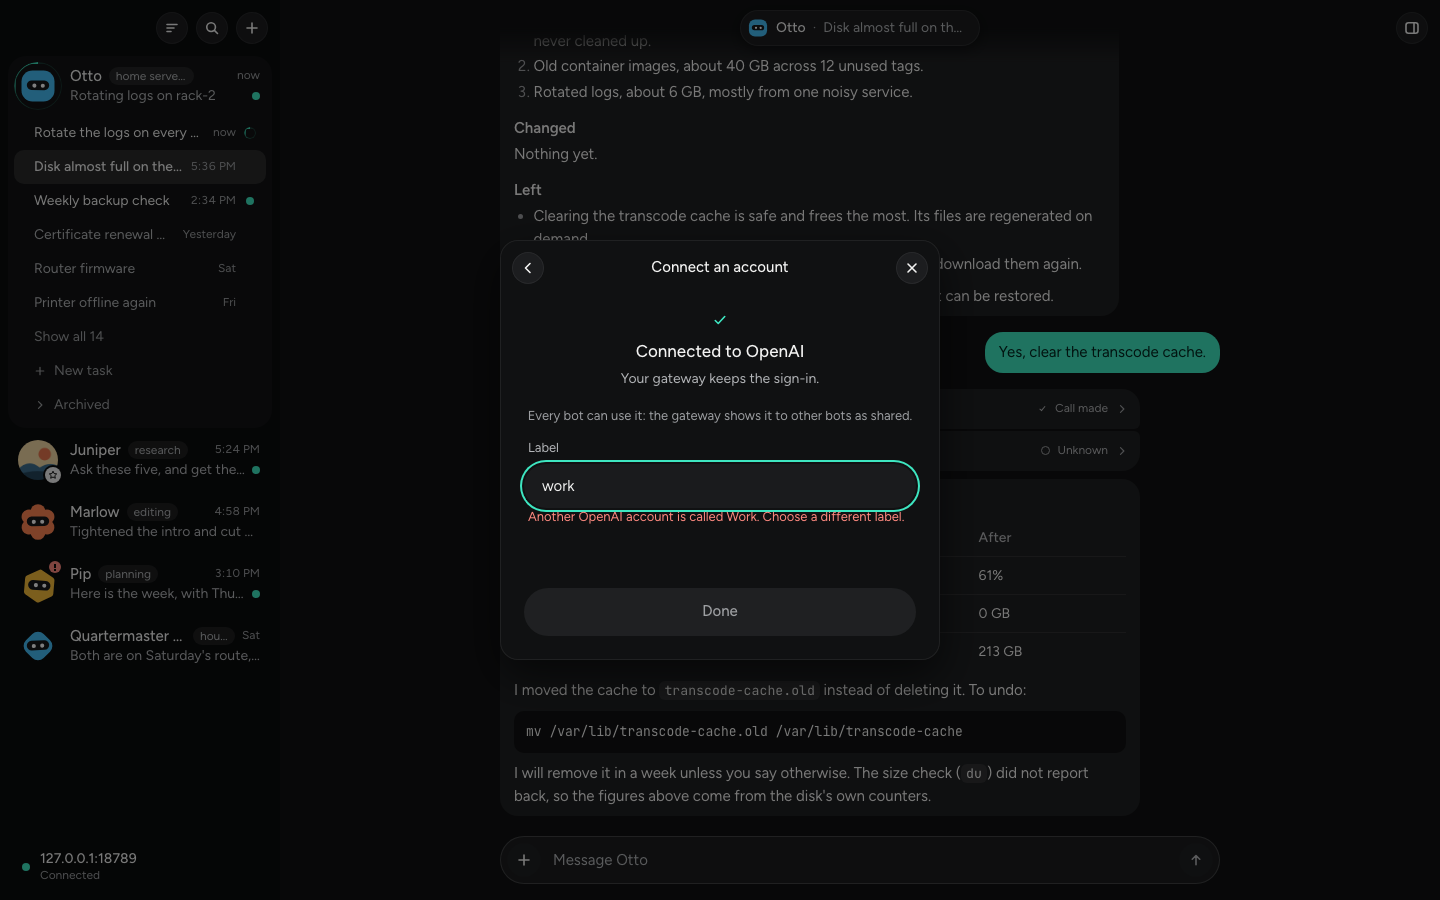 Otto home serve... now
Rotating logs on rack-2
Rotate the logs on every ... now
Disk almost full on the... 5:36 PM
Weekly backup check 2:34 PM
Certificate renewal ... Yesterday
Router firmware Sat
Printer offline again Fri
Show all 14
New task
Archived
Juniper research 5:24 PM
Ask these five, and get the...
Marlow editing 4:58 PM
Tightened the intro and cut ...
Pip planning 3:10 PM
Here is the week, with Thu...
Quartermaster ... hou... Sat
Both are on Saturday's route,...
127.0.0.1:18789
Connected
Otto · Disk almost full on th...
never cleaned up.
2. Old container images, about 40 GB across 12 unused tags.
3. Rotated logs, about 6 GB, mostly from one noisy service.
Changed
Nothing yet.
Left
• Clearing the transcode cache is safe and frees the most. Its files are regenerated on
demand.
download them again.
can be restored.
Yes, clear the transcode cache.
Call made
Unknown
Connect an account
Connected to OpenAI
Your gateway keeps the sign-in.
Every bot can use it: the gateway shows it to other bots as shared.
Label
work
Another OpenAI account is called Work. Choose a different label.
Done
After
61%
0 GB
213 GB
I moved the cache to transcode-cache.old instead of deleting it. To undo:
mv /var/lib/transcode-cache.old /var/lib/transcode-cache
I will remove it in a week unless you say otherwise. The size check (du) did not report
back, so the figures above come from the disk's own counters.
Message Otto